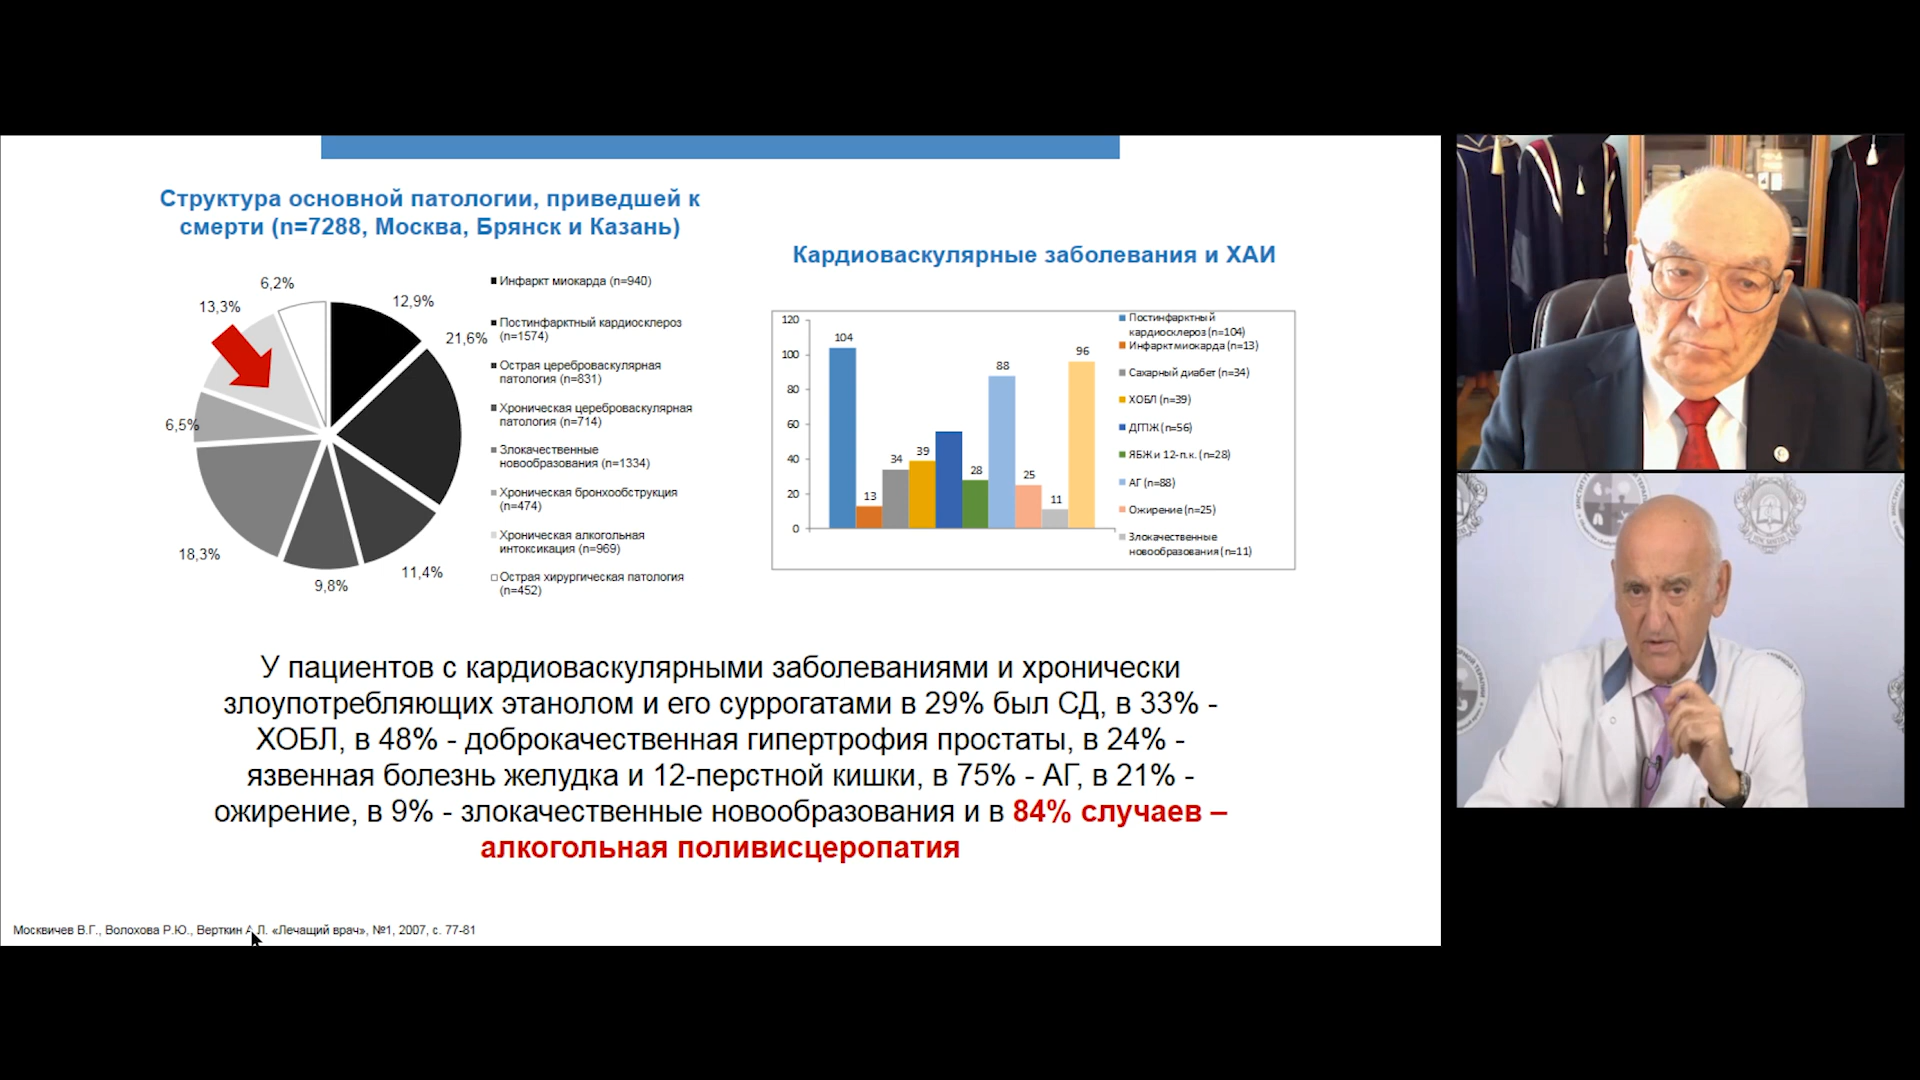 Структура основной патологии, приведшей к
смерти (n=7288, Москва, Брянск и Казань)
6,2%
13,3%
12,9%
21,6%
6,5%
18,3%
9,8%
11,4%
Инфаркт миокарда (n=940)
Постинфарктный кардиосклероз
(n=1574)
Острая цереброваскулярная
патология (n=831)
Хроническая цереброваскулярная
патология (n=714)
Злокачественные
новообразования (n=1334)
Хроническая бронхообструкция
(n=474)
Хроническая алкогольная
интоксикация (n=969)
Острая хирургическая патология
(n=452)
Кардиоваскулярные заболевания и ХАИ
120
100
80
60
40
20
0
104
13
34
39
28
88
25
11
96
Постинфарктный
кардиосклероз (n=104)
Инфаркт миокарда (n=13)
Сахарный диабет (n=34)
ХОБЛ (n=39)
ДГПЖ (n=56)
ЯБЖ и 12-п.к. (n=28)
АГ (n=88)
Ожирение (n=25)
Злокачественные
новообразования (n=11)
У пациентов с кардиоваскулярными заболеваниями и хронически
злоупотребляющих этанолом и его суррогатами в 29% был СД, в 33% -
ХОБЛ, в 48% - доброкачественная гипертрофия простаты, в 24% -
язвенная болезнь желудка и 12-перстной кишки, в 75% - АГ, в 21% -
ожирение, в 9% - злокачественные новообразования и в 84% случаев –
алкогольная поливисцеропатия
Москвичев В.Г., Волохова Р.Ю., Верткин А.Л. «Лечащий врач», №1, 2007, с. 77-81